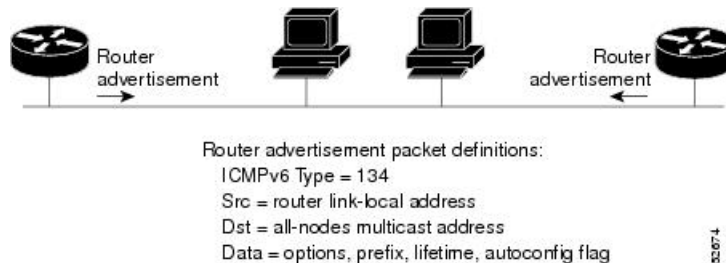 Router
advertisement
Router
advertisement
Router advertisement packet definitions:
ICMPv6 Type = 134
Src = router link-local address
Dst = all-nodes multicast address
Data = options, prefix, lifetime, autoconfig flag